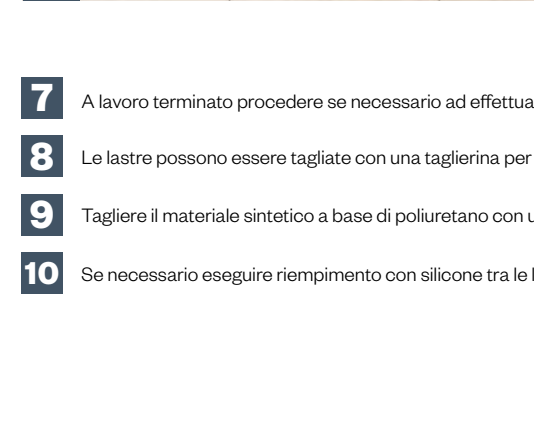 7 A lavoro terminato procedere se necessario ad effettua
8 Le lastre possono essere tagliate con una taglierina per
9 Tagliere il materiale sintetico a base di poliuretano con u
10 Se necessario eseguire riempimento con silicone tra le l